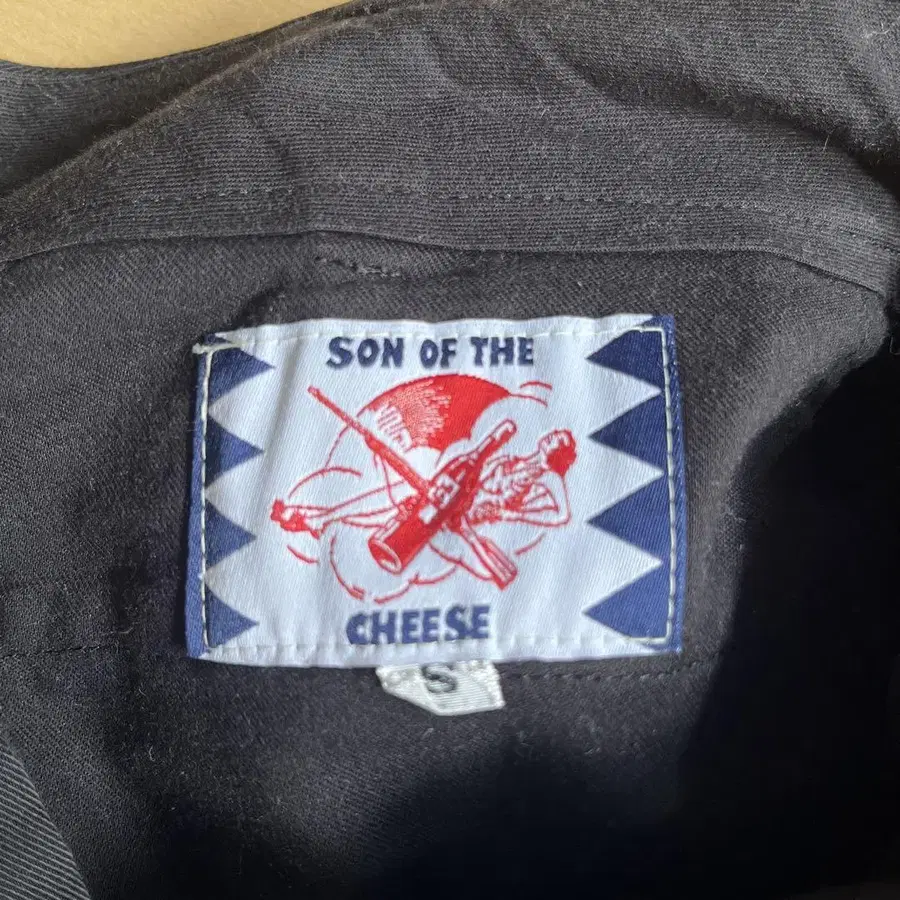 SON OF THE
CHEESE
S